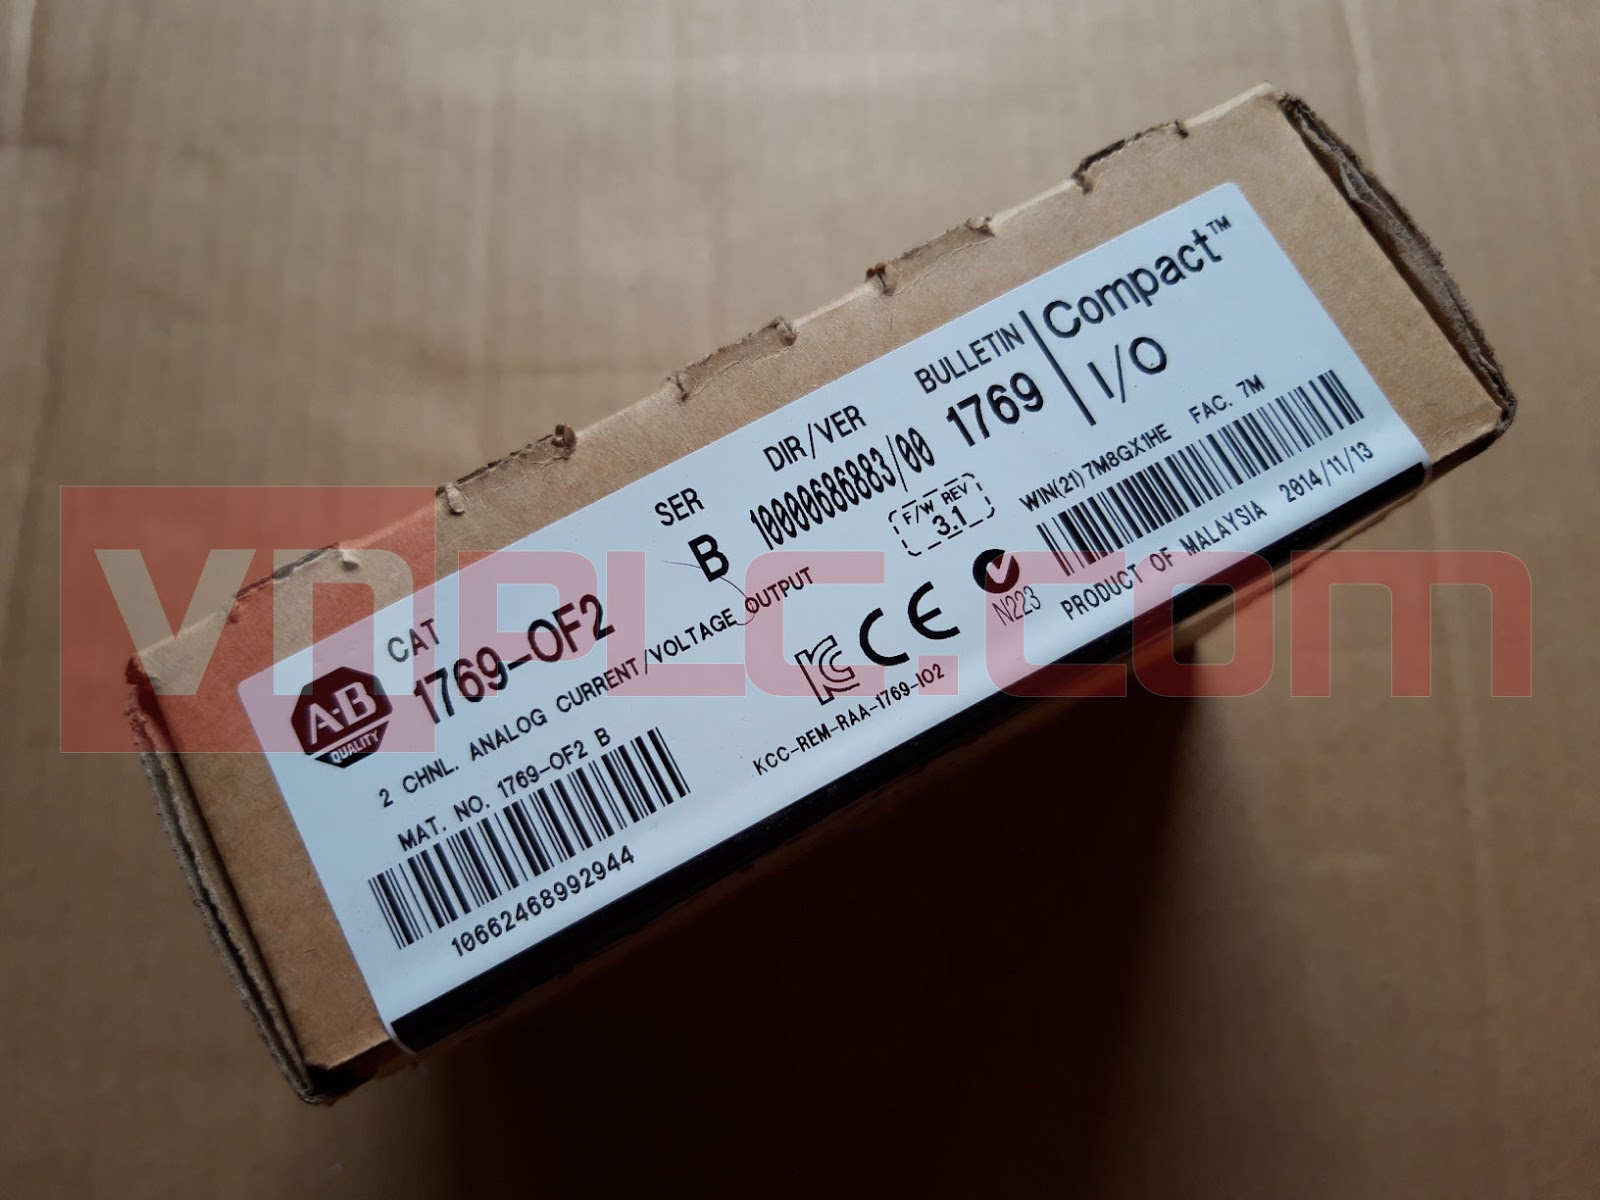 CAT
1769-OF2
SER
B
DIR/VER
10000686883/00
BULLETIN
1769
Compact™
I/O
2 CHNL. ANALOG CURRENT/VOLTAGE OUTPUT
F/W REV
3.1
WIN(21) 7M8GX1HE FAC. 7M
A-B
QUALITY
MAT. NO. 1769-OF2 B
10662468992944
KCC-REM-RAA-1769-IO2
CE
N223
PRODUCT OF MALAYSIA 2014/11/13
VNPLC.com